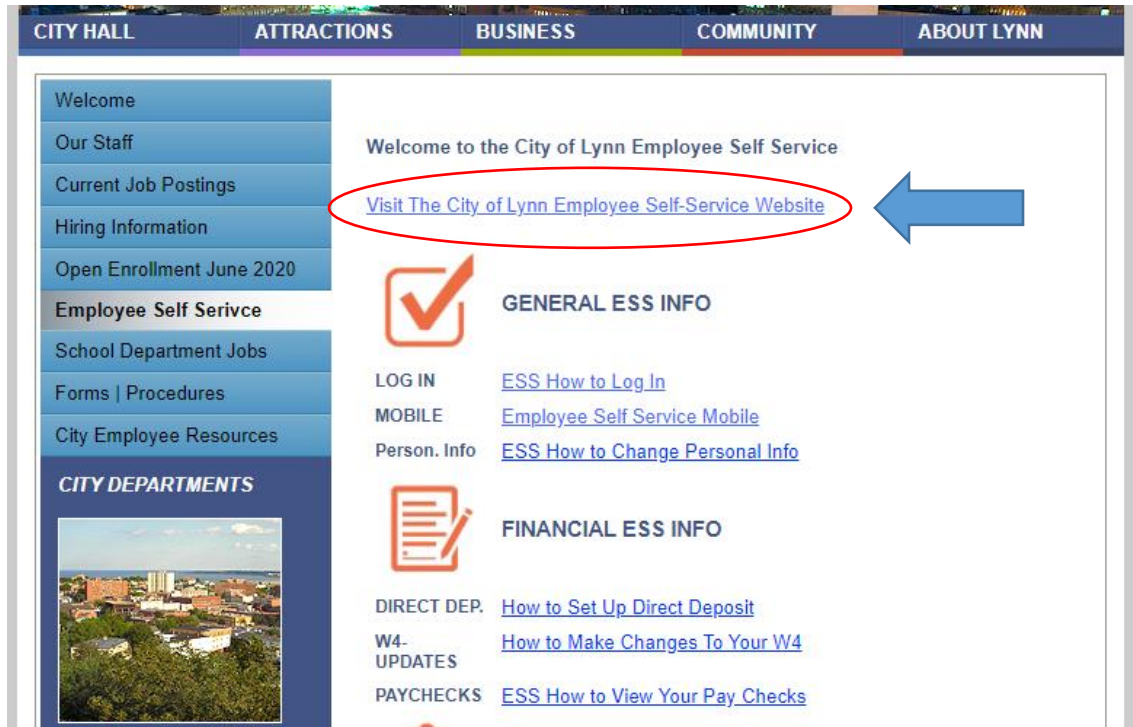 CITY HALL ATTRACTIONS BUSINESS COMMUNITY ABOUT LYNN
Welcome
Our Staff
Current Job Postings
Hiring Information
Open Enrollment June 2020
Employee Self Serivce
School Department Jobs
Forms | Procedures
City Employee Resources
CITY DEPARTMENTS
Welcome to the City of Lynn Employee Self Service
Visit The City of Lynn Employee Self-Service Website
GENERAL ESS INFO
LOG IN ESS How to Log In
MOBILE Employee Self Service Mobile
Person. Info ESS How to Change Personal Info
FINANCIAL ESS INFO
DIRECT DEP. How to Set Up Direct Deposit
W4- How to Make Changes To Your W4
UPDATES
PAYCHECKS ESS How to View Your Pay Checks